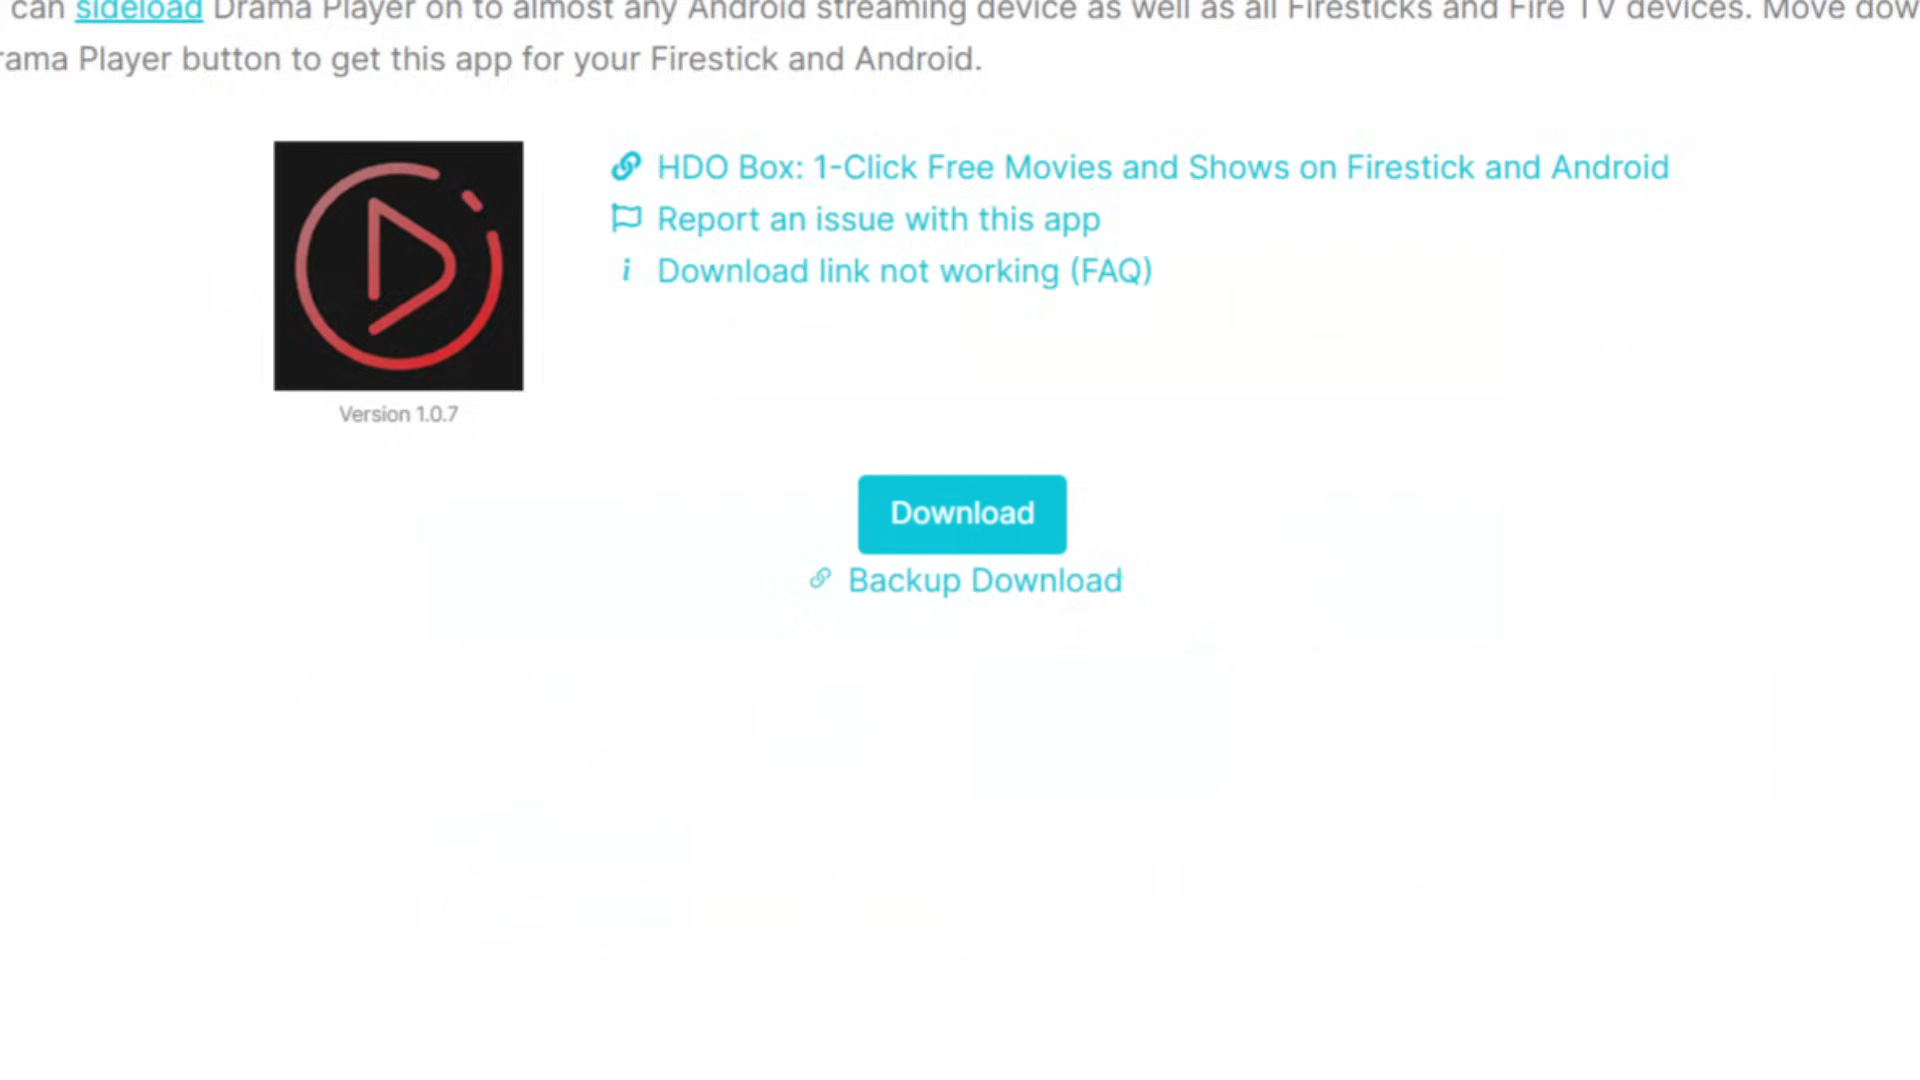 can sideload Drama Player on to almost any Android streaming device as well as all Firesticks and Fire TV devices. Move dow
rama Player button to get this app for your Firestick and Android.
HDO Box: 1-Click Free Movies and Shows on Firestick and Android
Report an issue with this app
i Download link not working (FAQ)
Version 1.0.7
Download
Backup Download